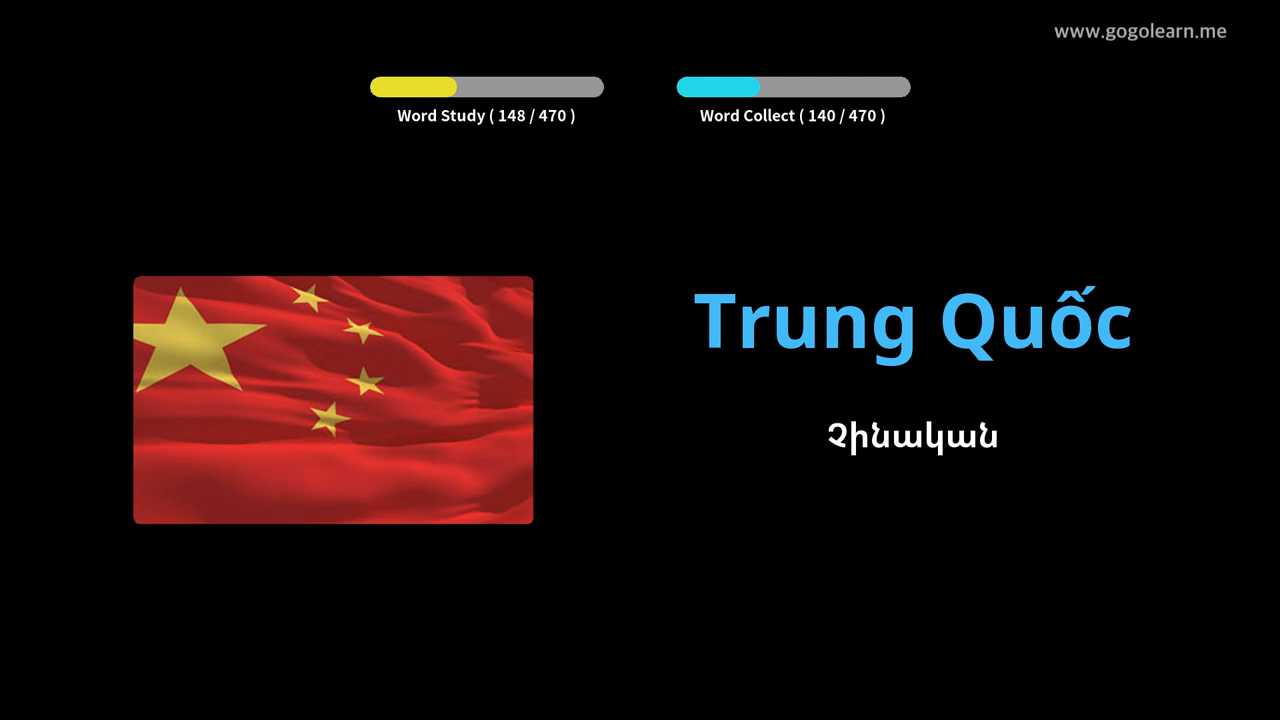 www.gogolearn.me
Word Study ( 148 / 470 )
Word Collect ( 140 / 470 )
Trung Quốc
Չինական